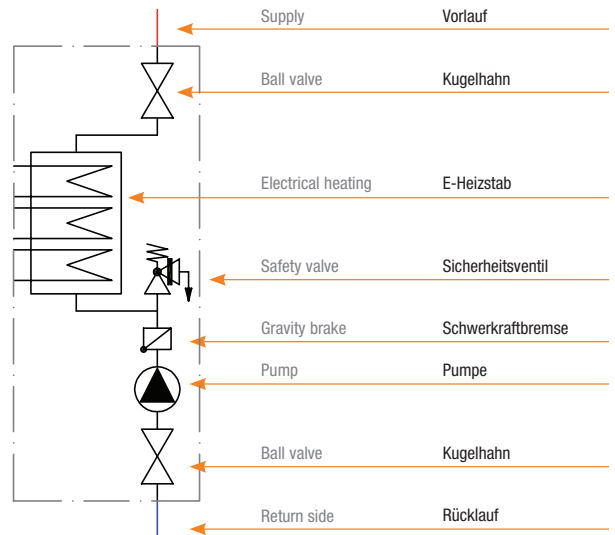 Supply Vorlauf
Ball valve Kugelhahn
Electrical heating E-Heizstab
Safety valve Sicherheitsventil
Gravity brake Schwerkraftbremse
Pump Pumpe
Ball valve Kugelhahn
Return side Rücklauf